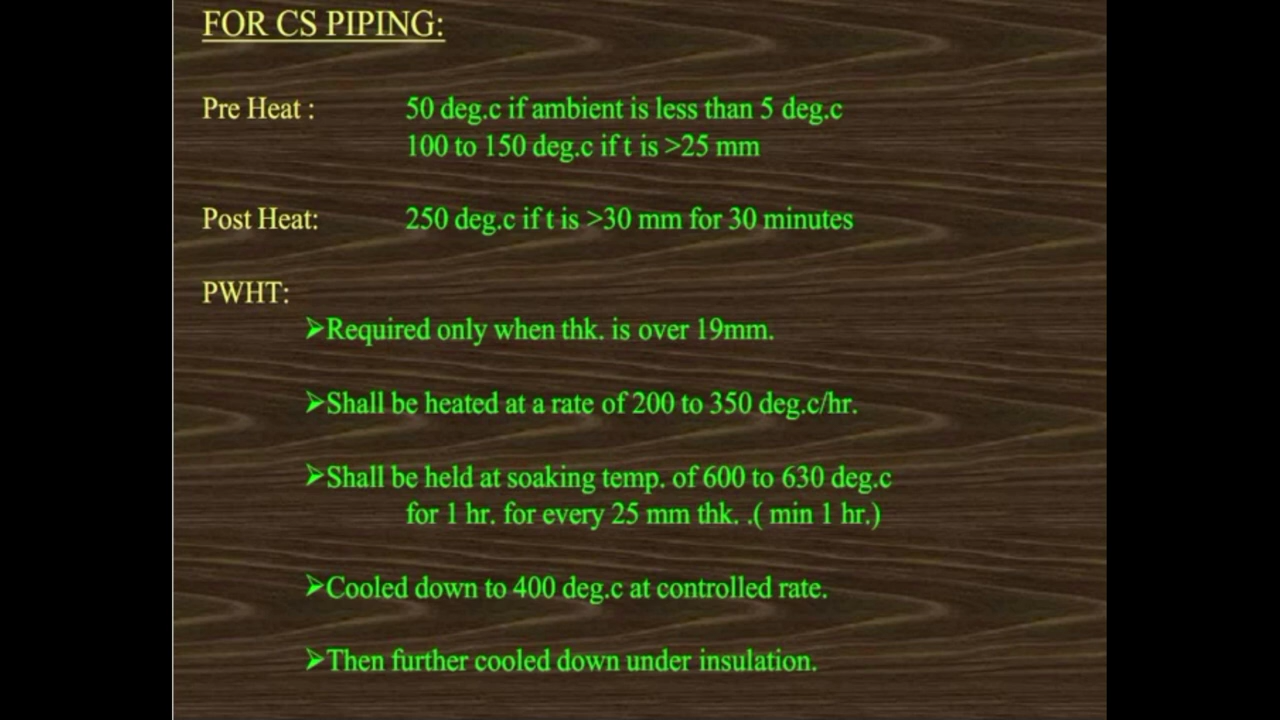 FOR CS PIPING:
Pre Heat : 50 deg.c if ambient is less than 5 deg.c
100 to 150 deg.c if t is >25 mm
Post Heat: 250 deg.c if t is >30 mm for 30 minutes
PWHT:
➢Required only when thk. is over 19mm.
➢Shall be heated at a rate of 200 to 350 deg.c/hr.
➢Shall be held at soaking temp. of 600 to 630 deg.c
for 1 hr. for every 25 mm thk. .( min 1 hr.)
➢Cooled down to 400 deg.c at controlled rate.
➢Then further cooled down under insulation.